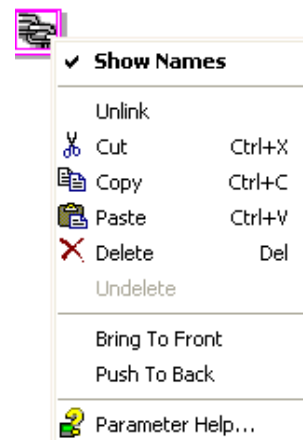 Show Names
Unlink
Cut Ctrl+X
Copy Ctrl+C
Paste Ctrl+V
Delete Del
Undelete
Bring To Front
Push To Back
Parameter Help...